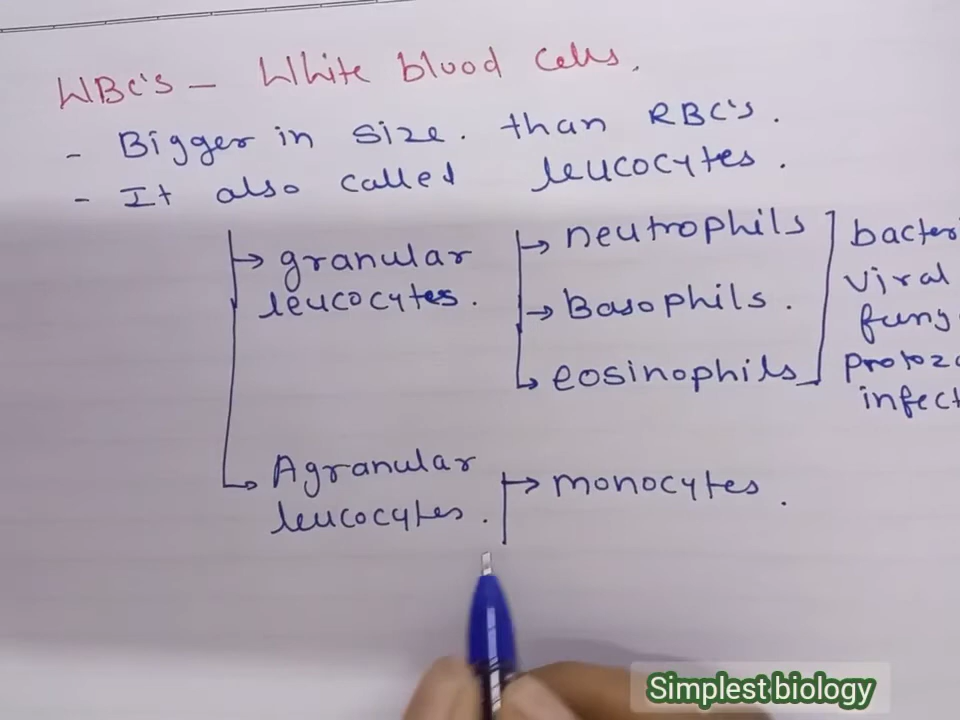 WBC's - White blood cells.
- Bigger in size. than RBC's.
- It also called leucocytes.
granular leucocytes.
neutrophils
Basophils.
eosinophils
viral
Agranular leucocytes.
monocytes.
Simplest biology